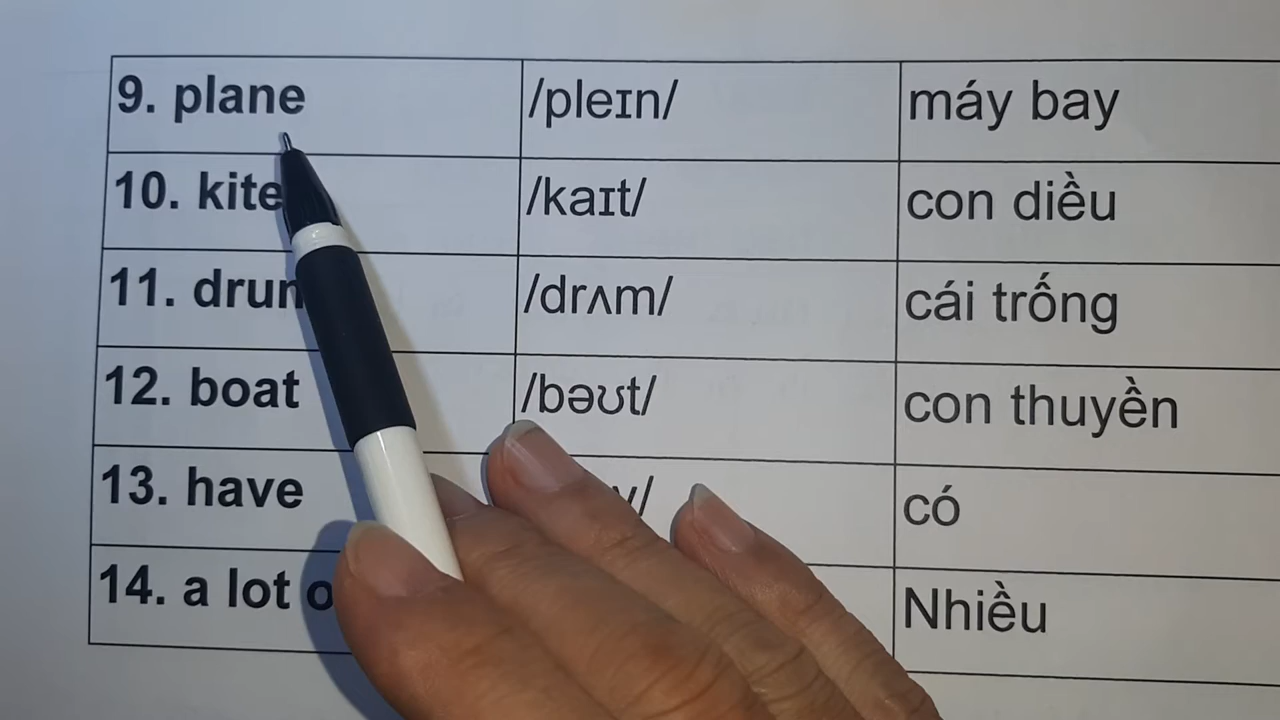 9. plane /pleɪn/ máy bay
10. kite /kaɪt/ con diều
11. /drʌm/ cái trống
12. boat /bəʊt/ con thuyền
13. have có
14. a lot Nhiều